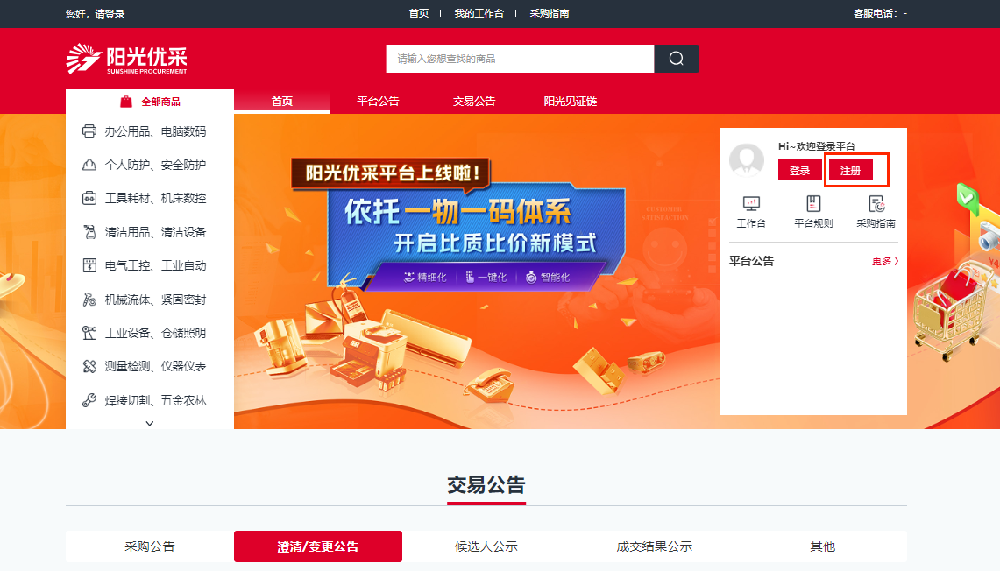 您好，请登录
首页
我的工作台
采购指南
客服电话：-
阳光优采
SUNSHINE PROCUREMENT
请输入您想查找的商品
全部商品
首页
平台公告
交易公告
阳光见证链
办公用品、电脑数码
个人防护、安全防护
工具耗材、机床数控
清洁用品、清洁设备
电气工控、工业自动
机械流体、紧固密封
工业设备、仓储照明
测量检测、仪器仪表
焊接切割、五金农林
阳光优采平台上线啦！
依托一物一码体系
开启比质比价新模式
精细化
一键化
智能化
CUSTOMER
SATISFACTION
Hi~欢迎登录平台
登录
注册
工作台
平台规则
采购指南
平台公告
更多
交易公告
采购公告
澄清/变更公告
候选人公示
成交结果公示
其他